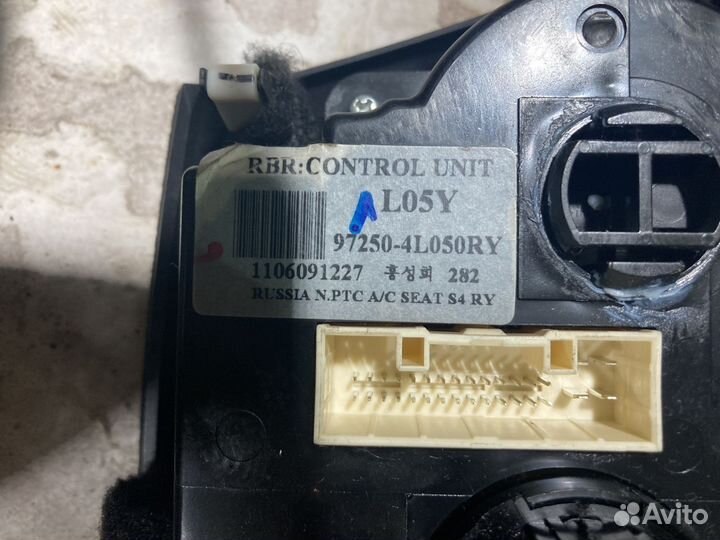 RBR:CONTROL UNIT
L05Y
97250-4L050RY
1106091227 홍성희 282
RUSSIA N.PTC A/C SEAT S4 RY
Avito